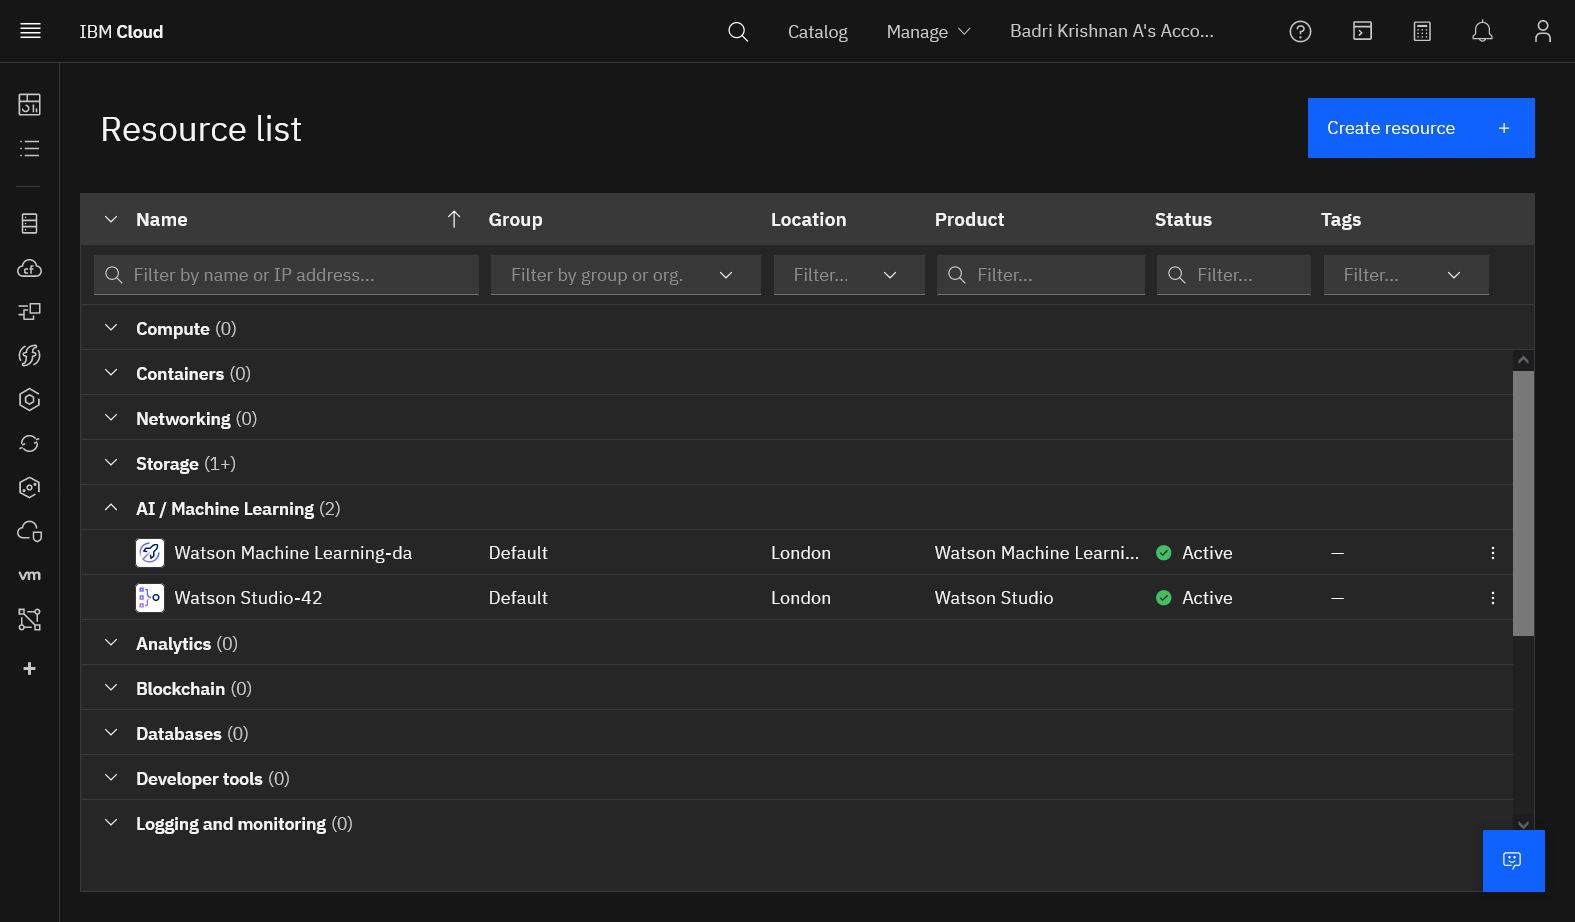 IBM Cloud
Catalog
Manage
Badri Krishnan A's Acco...
Resource list
Create resource +
Name Group Location Product Status Tags
Filter by name or IP address... Filter by group or org. Filter... Filter... Filter... Filter...
Compute (0)
Containers (0)
Networking (0)
Storage (1+)
AI / Machine Learning (2)
Watson Machine Learning-da Default London Watson Machine Learni... Active —
Watson Studio-42 Default London Watson Studio Active —
Analytics (0)
Blockchain (0)
Databases (0)
Developer tools (0)
Logging and monitoring (0)
cf
vm
+